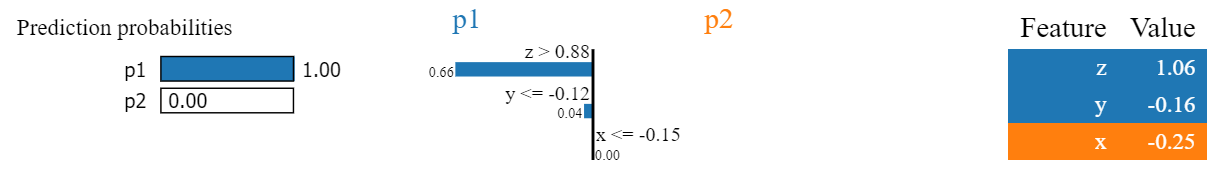 Prediction probabilities
p1 1.00
p2 0.00
p1 p2
z > 0.88
0.66
y <= -0.12
0.04
x <= -0.15
0.00
Feature Value
z 1.06
y -0.16
x -0.25